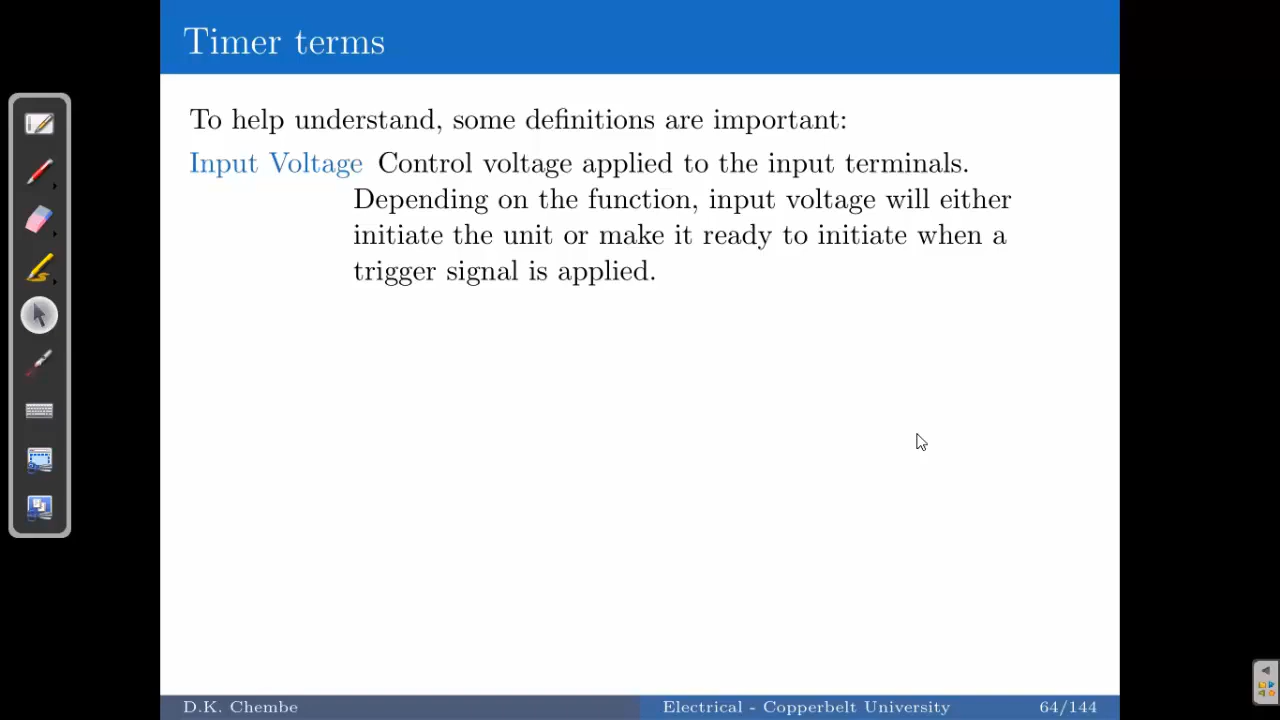 Timer terms
To help understand, some definitions are important:
Input Voltage Control voltage applied to the input terminals.
Depending on the function, input voltage will either
initiate the unit or make it ready to initiate when a
trigger signal is applied.
D.K. Chembe Electrical - Copperbelt University 64/144